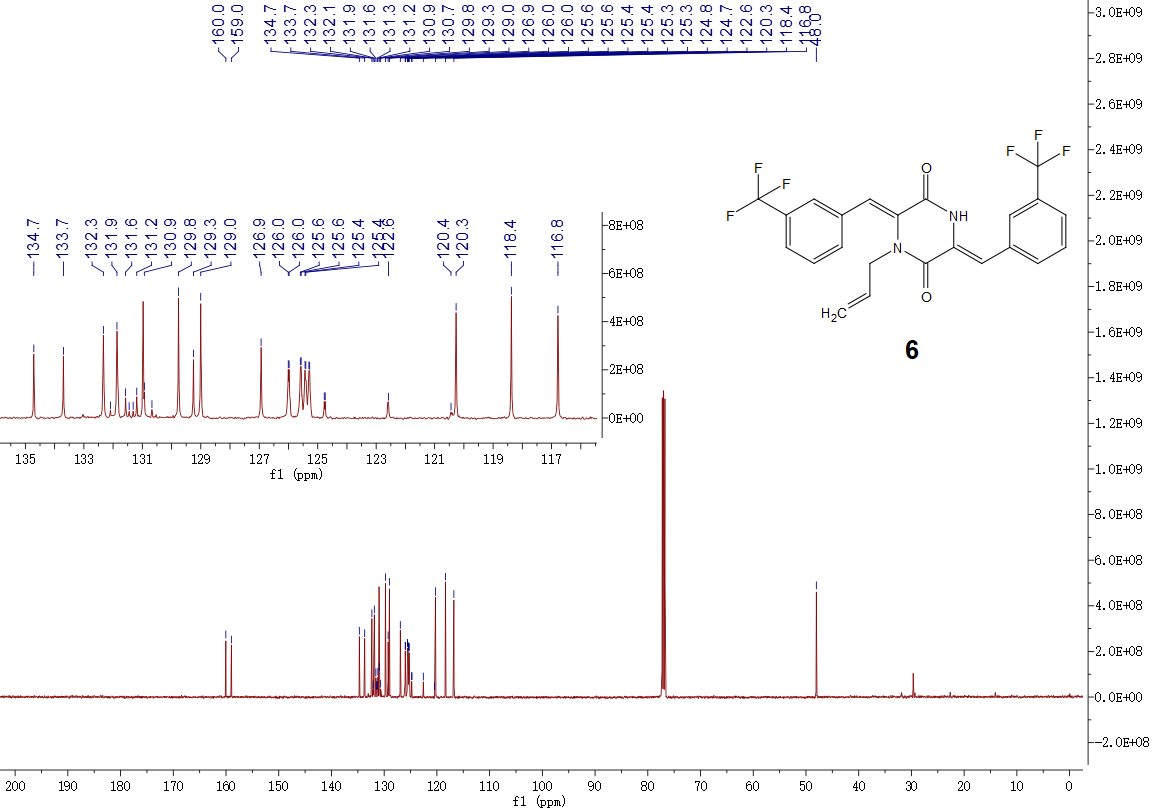 160.0 159.0 134.7 133.7 132.3 132.1 131.9 131.6 131.3 131.2 130.9 130.7 129.8 129.3 129.0 126.9 126.0 126.0 125.6 125.6 125.4 125.4 125.3 125.3 124.8 124.7 122.6 120.3 118.4 116.8 48.0
3.0E+09
2.8E+09
2.6E+09
2.4E+09
2.2E+09
2.0E+09
1.8E+09
1.6E+09
1.4E+09
1.2E+09
1.0E+09
8.0E+08
6.0E+08
4.0E+08
2.0E+08
0.0E+00
-2.0E+08
134.7 133.7 132.3 131.9 131.6 131.2 130.9 129.8 129.3 129.0 126.9 126.0 126.0 125.6 125.6 125.4 125.4 122.6 120.4 120.3 118.4 116.8
8E+08
6E+08
4E+08
2E+08
0E+00
135 133 131 129 127 125 123 121 119 117
f1 (ppm)
F
F
F
F
F
F
O
NH
N
O
H2C
6
200 190 180 170 160 150 140 130 120 110 100 90 80 70 60 50 40 30 20 10 0
f1 (ppm)